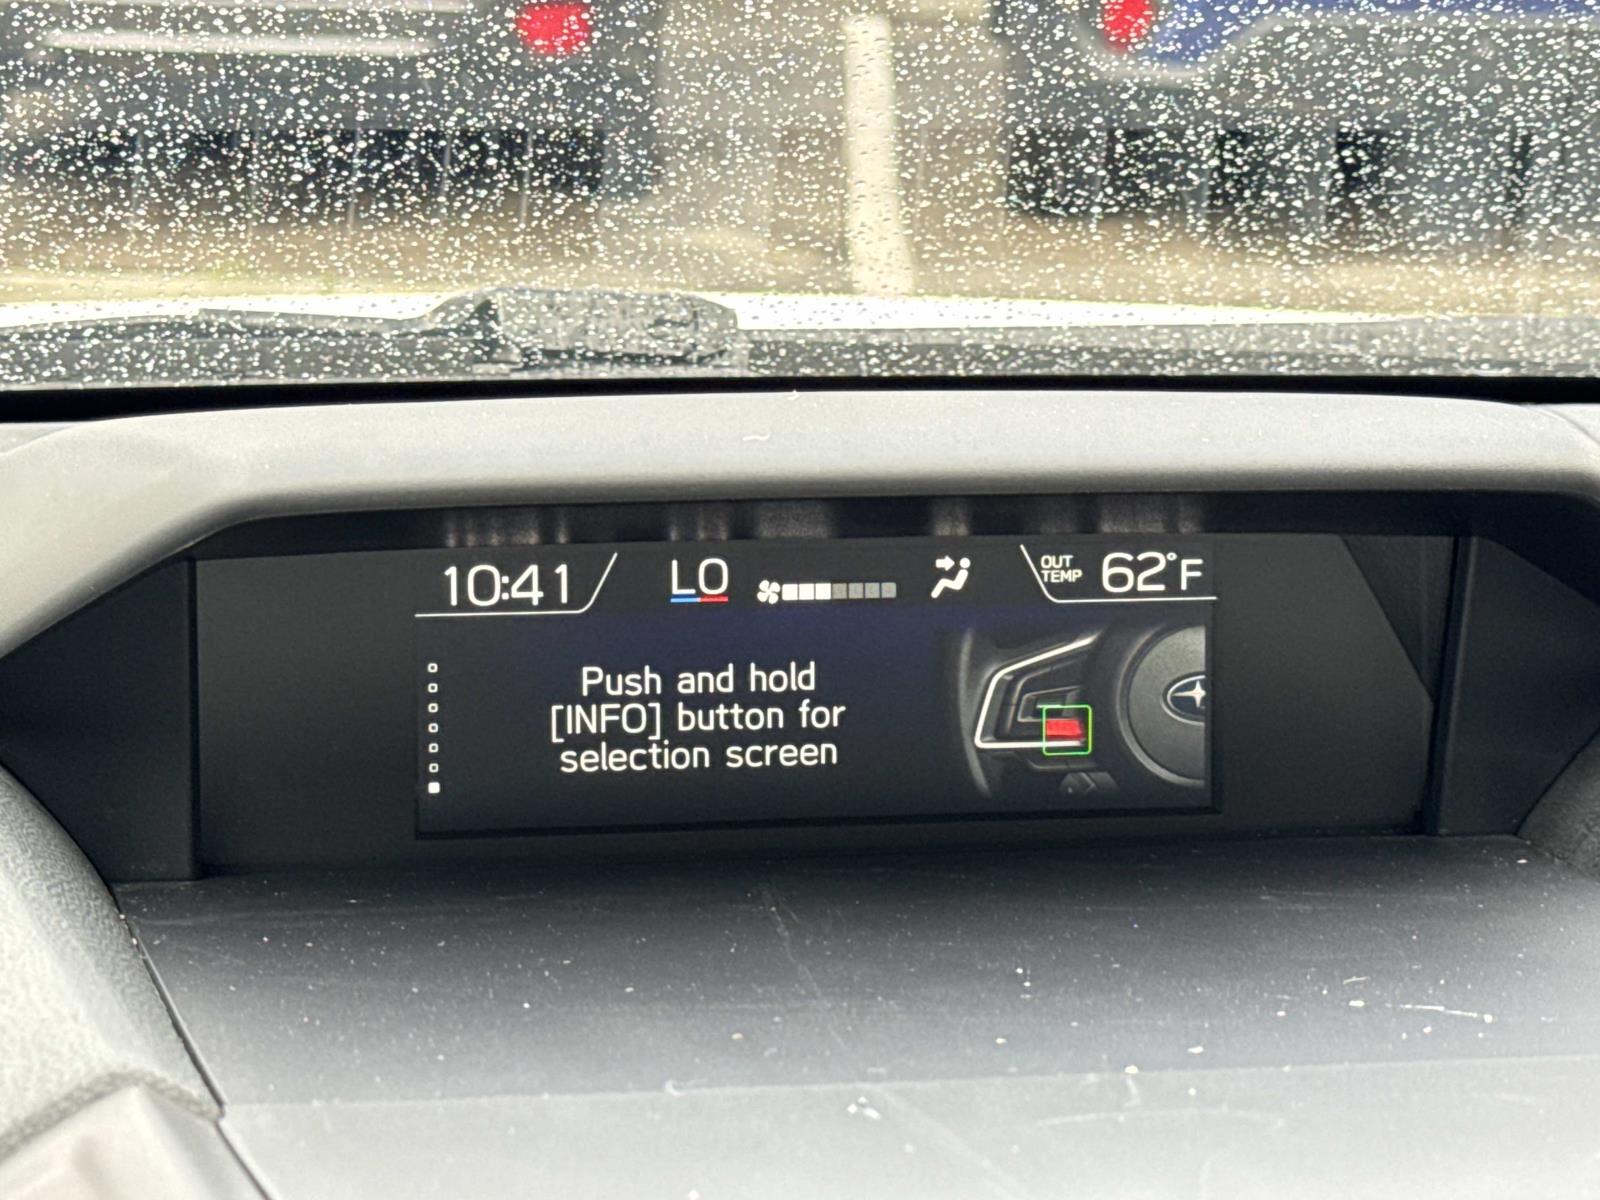 10:41
LO
OUT
TEMP
62°F
Push and hold
[INFO] button for
selection screen